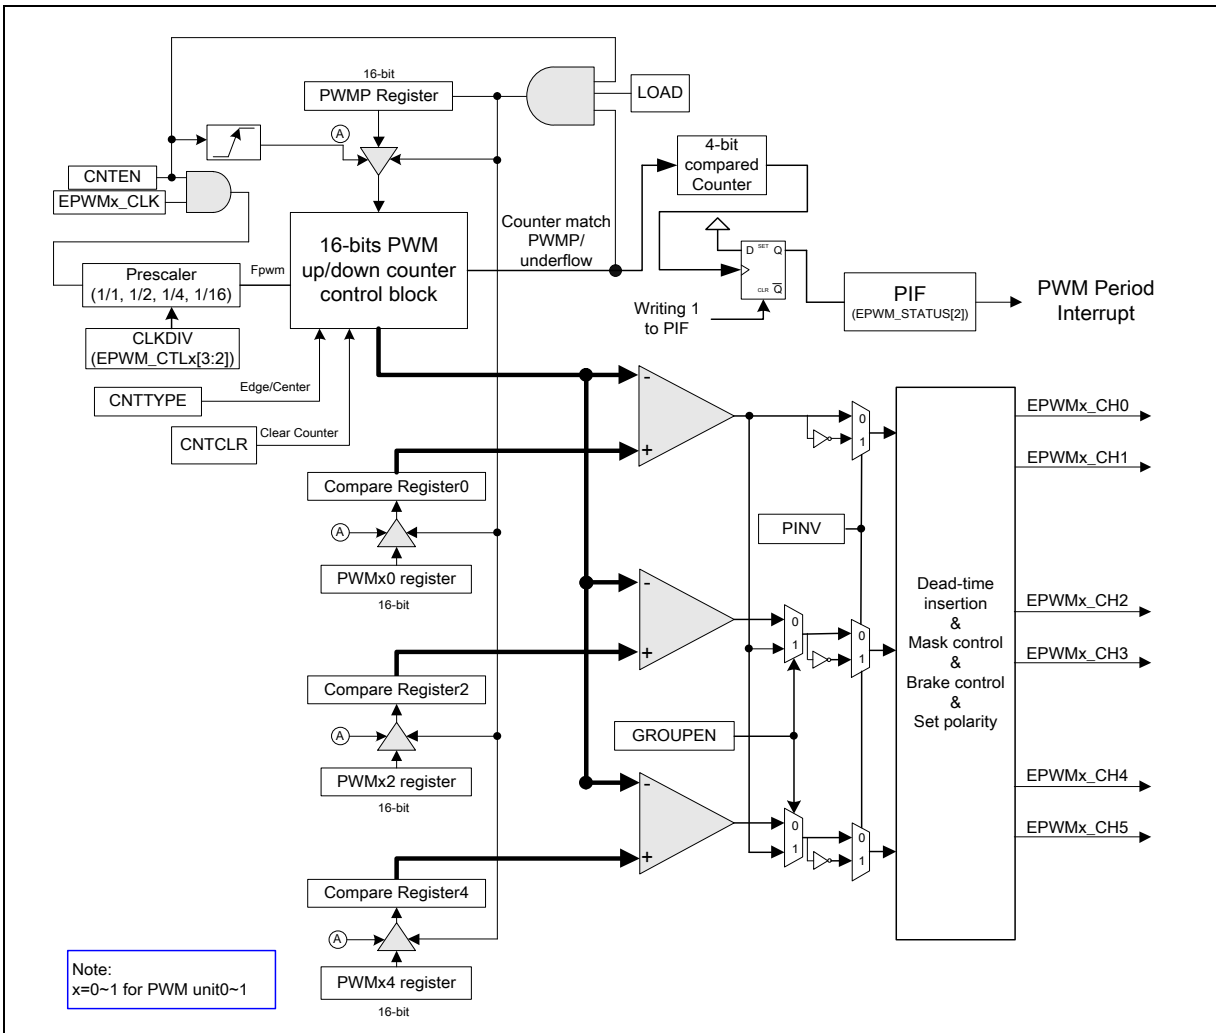 16-bit
PWMP Register
LOAD
A
4-bit
compared
Counter
CNTEN
EPWMx_CLK
Counter match
PWMP/
underflow
16-bits PWM
up/down counter
control block
D
SET
Q
CLR
Q
Prescaler
(1/1, 1/2, 1/4, 1/16)
Fpwm
PIF
(EPWM_STATUS[2])
PWM Period
Interrupt
Writing 1
to PIF
CLKDIV
(EPWM_CTLx[3:2])
Edge/Center
CNTTYPE
Clear Counter
CNTCLR
-
+
0
1
EPWMx_CH0
EPWMx_CH1
Compare Register0
A
PWMx0 register
16-bit
PINV
Dead-time
insertion
&
Mask control
&
Brake control
&
Set polarity
-
+
0
1
0
1
EPWMx_CH2
EPWMx_CH3
Compare Register2
A
PWMx2 register
16-bit
GROUPEN
-
+
0
1
0
1
EPWMx_CH4
EPWMx_CH5
Compare Register4
A
PWMx4 register
16-bit
Note:
x=0~1 for PWM unit0~1